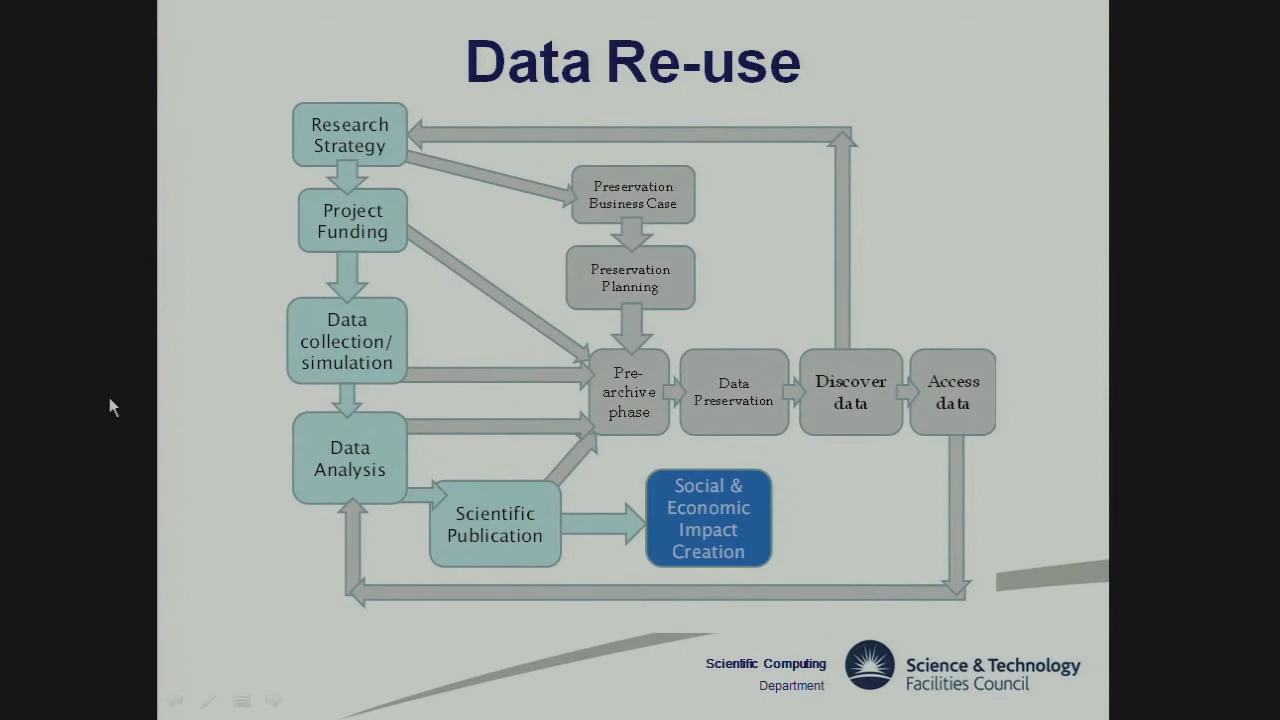 Data Re-use
Research
Strategy
Project
Funding
Data
collection/
simulation
Data
Analysis
Scientific
Publication
Preservation
Business Case
Preservation
Planning
Pre-
archive
phase
Data
Preservation
Discover
data
Access
data
Social &
Economic
Impact
Creation
Scientific Computing
Department
Science & Technology
Facilities Council